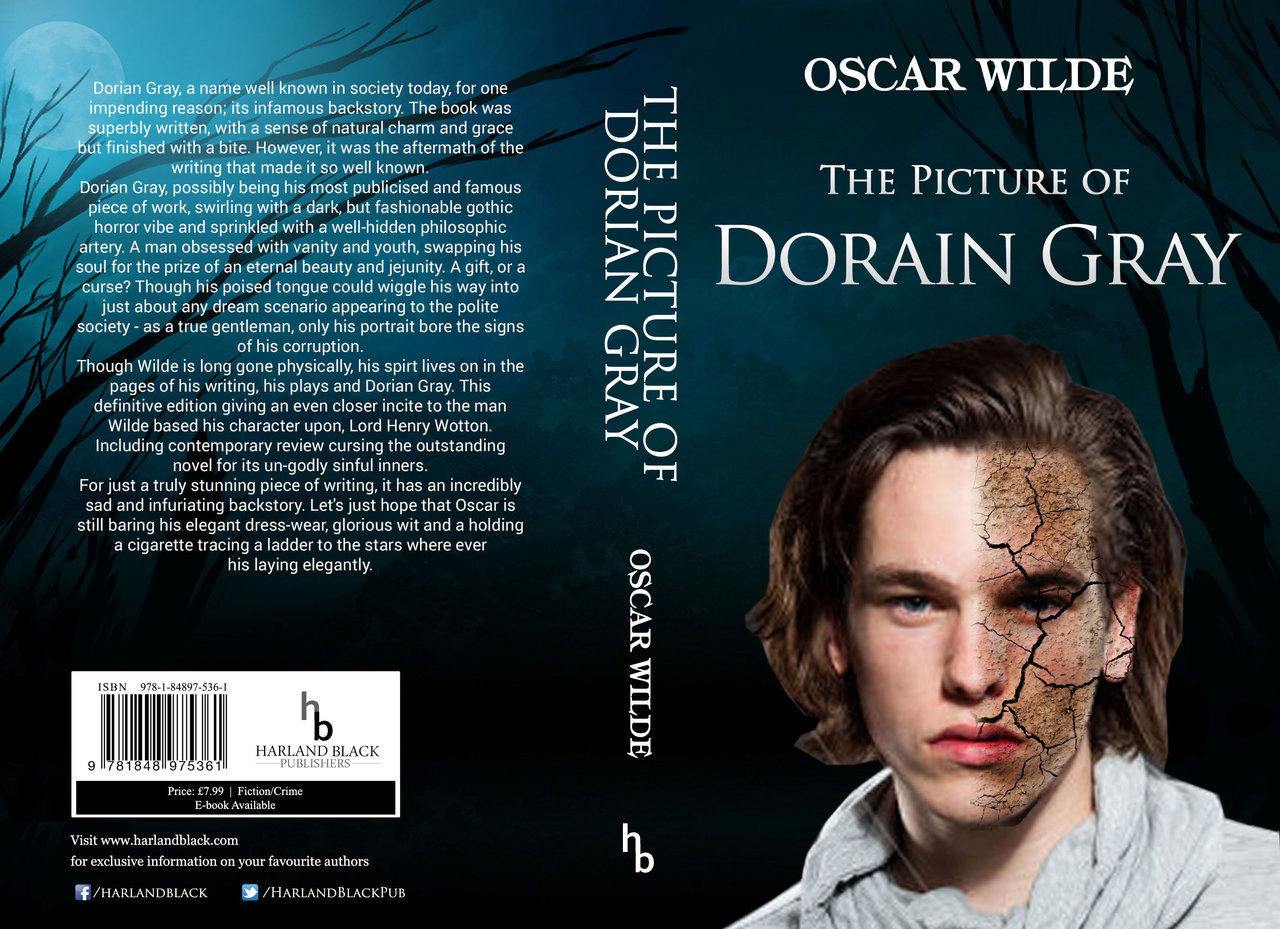 Dorian Gray, a name well known in society today, for one
impending reason; its infamous backstory. The book was
superbly written, with a sense of natural charm and grace
but finished with a bite. However, it was the aftermath of the
writing that made it so well known.
Dorian Gray, possibly being his most publicised and famous
piece of work, swirling with a dark, but fashionable gothic
horror vibe and sprinkled with a well-hidden philosophic
artery. A man obsessed with vanity and youth, swapping his
soul for the prize of an eternal beauty and jejunity. A gift, or a
curse? Though his poised tongue could wiggle his way into
just about any dream scenario appearing to the polite
society - as a true gentleman, only his portrait bore the signs
of his corruption.
Though Wilde is long gone physically, his spirt lives on in the
pages of his writing, his plays and Dorian Gray. This
definitive edition giving an even closer incite to the man
Wilde based his character upon, Lord Henry Wotton.
Including contemporary review cursing the outstanding
novel for its un-godly sinful inners.
For just a truly stunning piece of writing, it has an incredibly
sad and infuriating backstory. Let's just hope that Oscar is
still baring his elegant dress-wear, glorious wit and a holding
a cigarette tracing a ladder to the stars where ever
his laying elegantly.
ISBN 978-1-84897-536-1
9 781848 975361
hb
HARLAND BLACK
PUBLISHERS
Price: £7.99 | Fiction/Crime
E-book Available
Visit www.harlandblack.com
for exclusive information on your favourite authors
f /HARLANDBLACK
/HARLANDBLACKPUB
THE PICTURE OF
DORIAN GRAY
OSCAR WILDE
hb
OSCAR WILDE
THE PICTURE OF
DORAIN GRAY